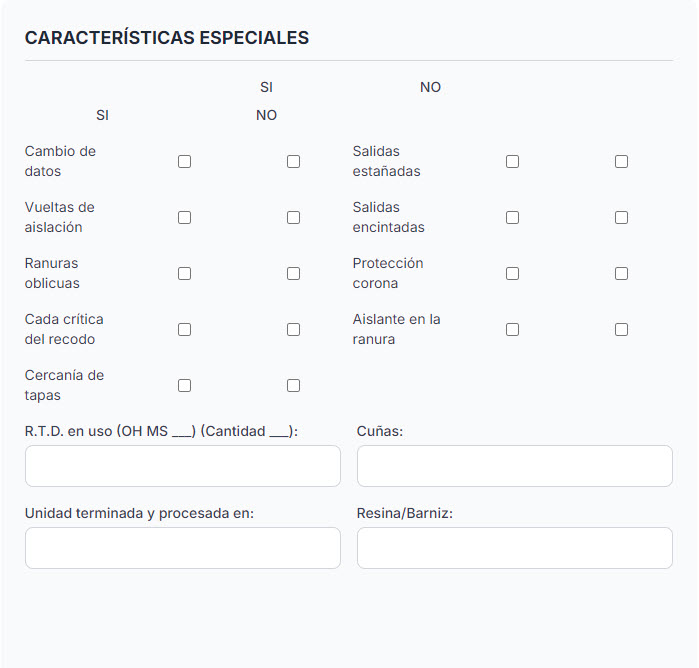 CARACTERÍSTICAS ESPECIALES
SI NO
SI NO
Cambio de
datos
Salidas
estañadas
Vueltas de
aislación
Salidas
encintadas
Ranuras
oblicuas
Protección
corona
Cada crítica
del recodo
Aislante en la
ranura
Cercanía de
tapas
R.T.D. en uso (OH MS ___) (Cantidad ___):
Cuñas:
Unidad terminada y procesada en:
Resina/Barniz: